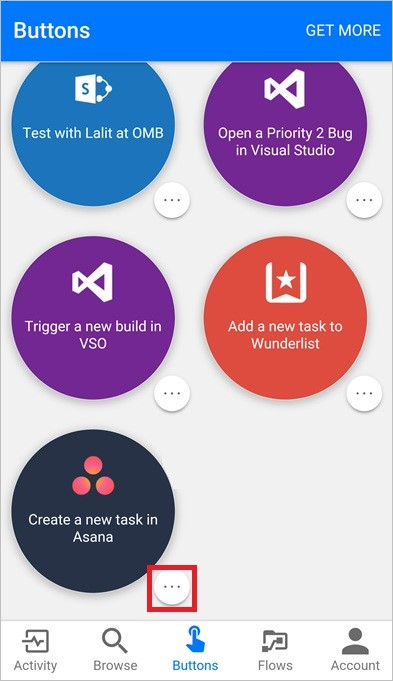 Buttons
GET MORE
Test with Lalit at OMB
Open a Priority 2 Bug
in Visual Studio
Trigger a new build in
VSO
Add a new task to
Wunderlist
Create a new task in
Asana
Activity
Browse
Buttons
Flows
Account